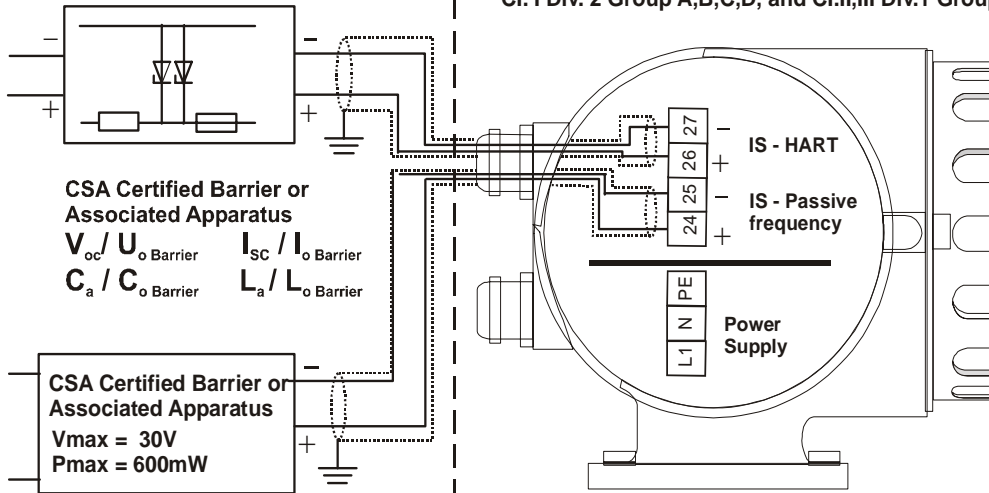 Cl. I Div. 2 Group A,B,C,D, and Cl.II,III Div.1 Group
− −
+ +
CSA Certified Barrier or
Associated Apparatus
Voc/ Uo Barrier ISC / Io Barrier
Ca / Co Barrier La / Lo Barrier
CSA Certified Barrier or
Associated Apparatus
Vmax = 30V
Pmax = 600mW
−
+
27 − IS - HART
26 +
25 − IS - Passive
frequency
24 +
PE
N Power
Supply
L1